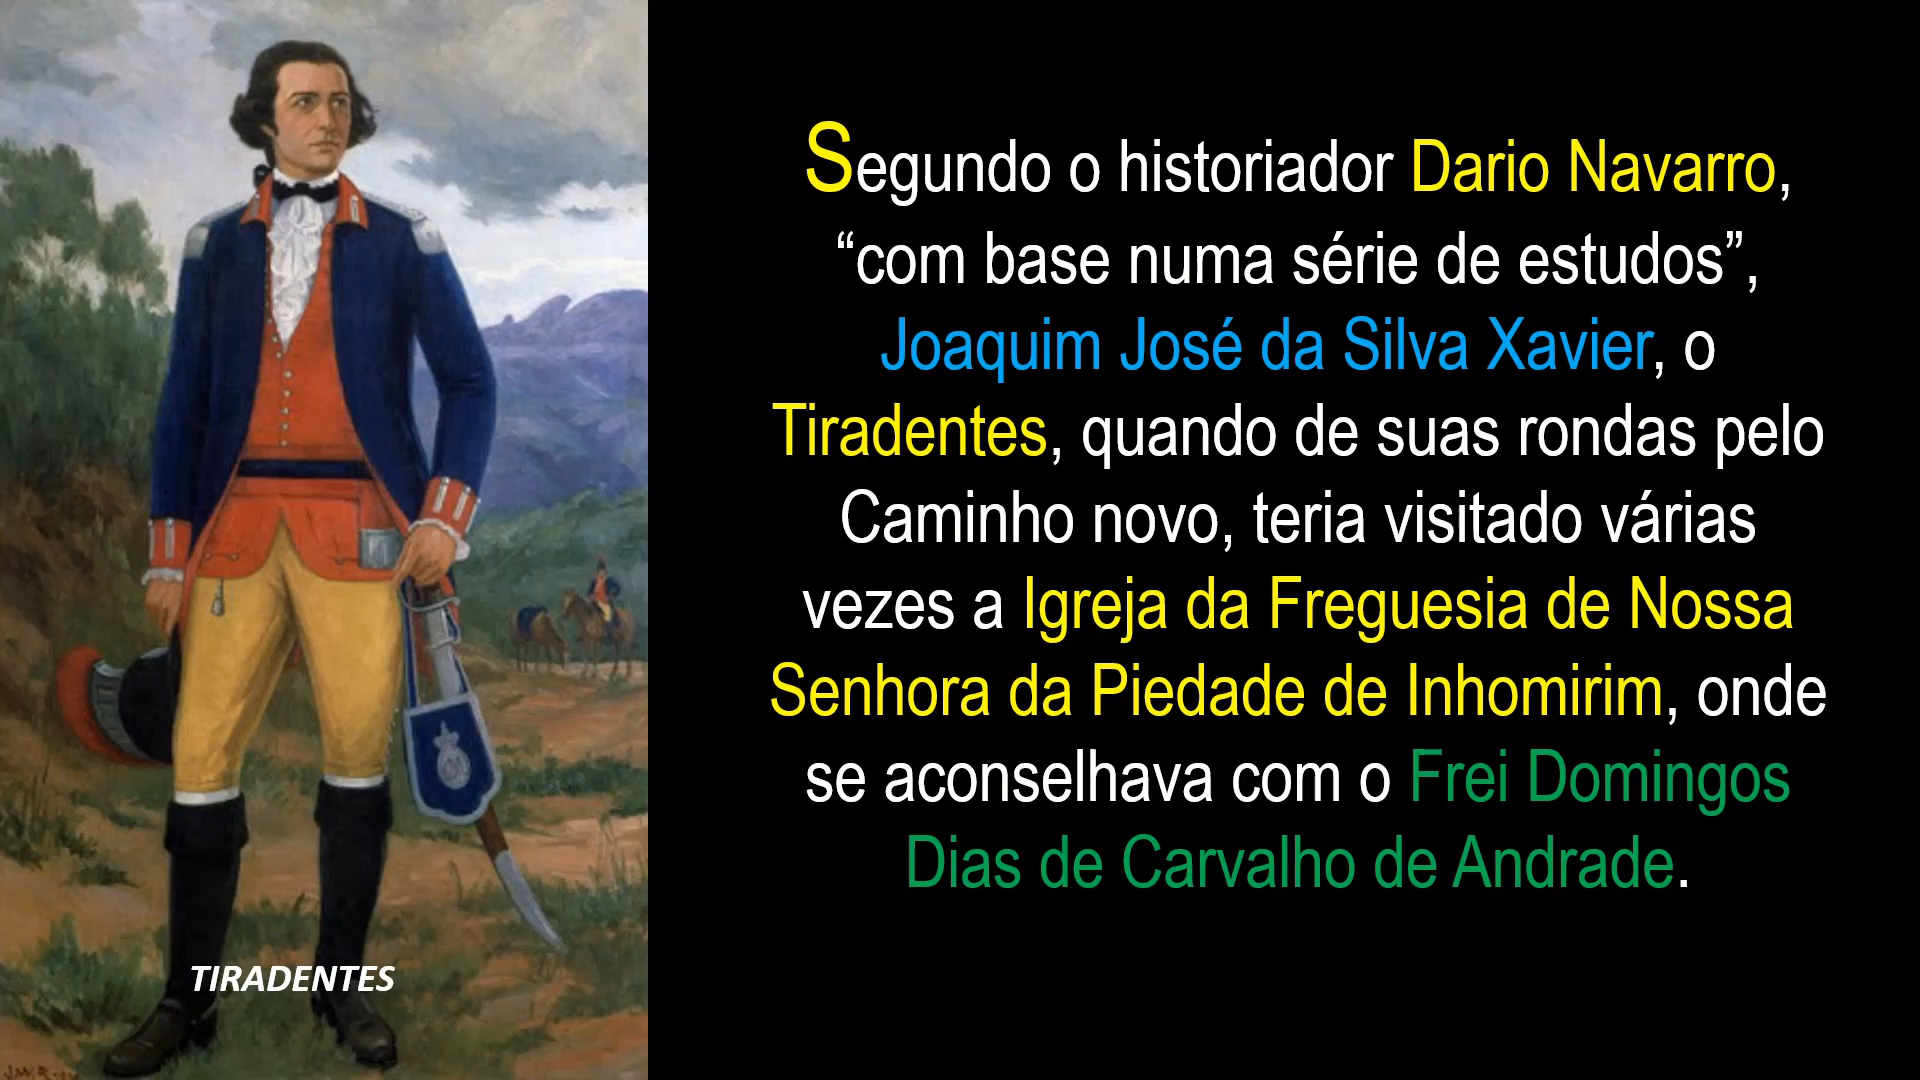 Segundo o historiador Dario Navarro,
“com base numa série de estudos”,
Joaquim José da Silva Xavier, o
Tiradentes, quando de suas rondas pelo
Caminho novo, teria visitado várias
vezes a Igreja da Freguesia de Nossa
Senhora da Piedade de Inhomirim, onde
se aconselhava com o Frei Domingos
Dias de Carvalho de Andrade.
TIRADENTES